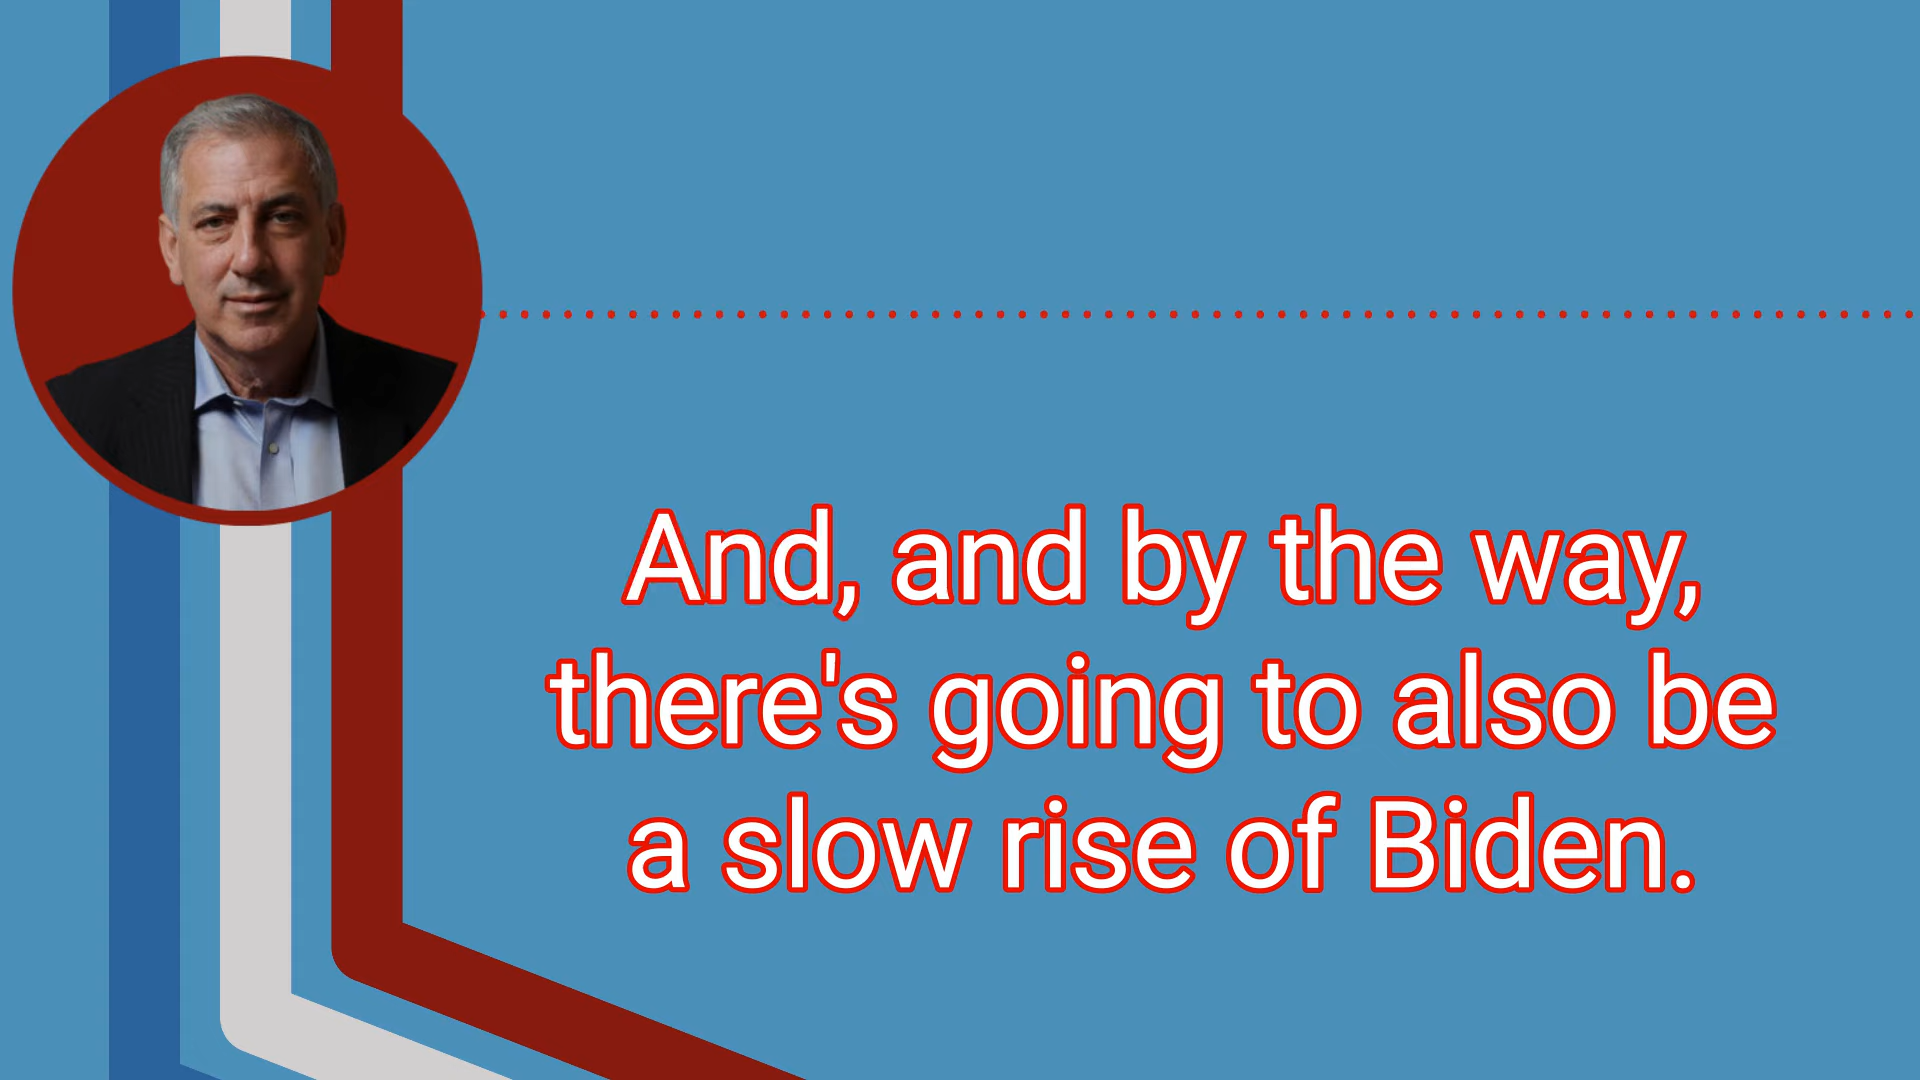 And, and by the way,
there's going to also be
a slow rise of Biden.